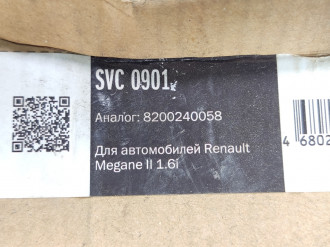 SVC 0901
Аналог: 8200240058
Для автомобилей Renault
Megane II 1.6i
4 6802